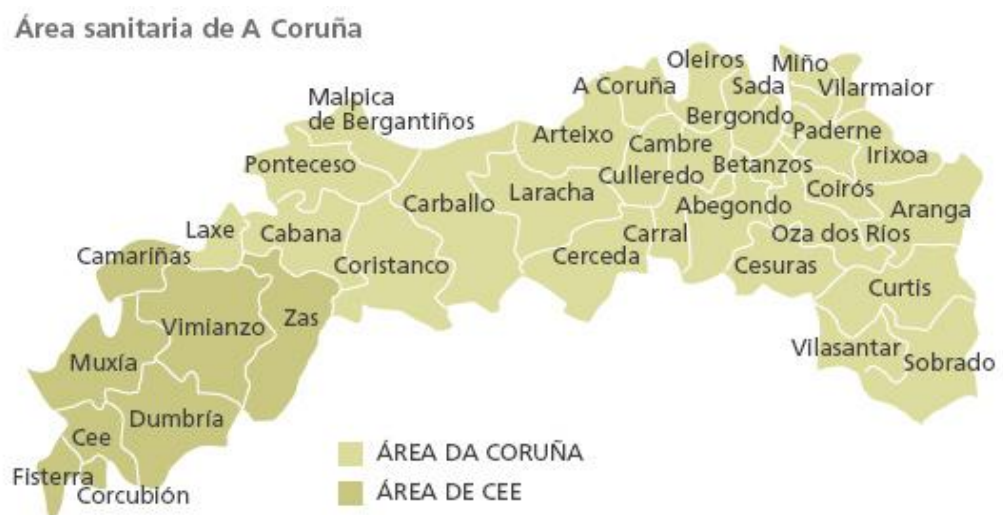 Área sanitaria de A Coruña
Oleiros
Miño
A Coruña
Sada
Vilarmaior
Malpica
de Bergantiños
Bergondo
Arteixo
Cambre
Paderne
Ponteceso
Betanzos
Irixoa
Culleredo
Laracha
Coirós
Carballo
Abegondo
Aranga
Laxe
Cabana
Carral
Oza dos Ríos
Camariñas
Coristanco
Cerceda
Cesuras
Curtis
Zas
Vimianzo
Vilasantar
Muxía
Sobrado
Dumbría
Cee
Fisterra
Corcubión
ÁREA DA CORUÑA
ÁREA DE CEE